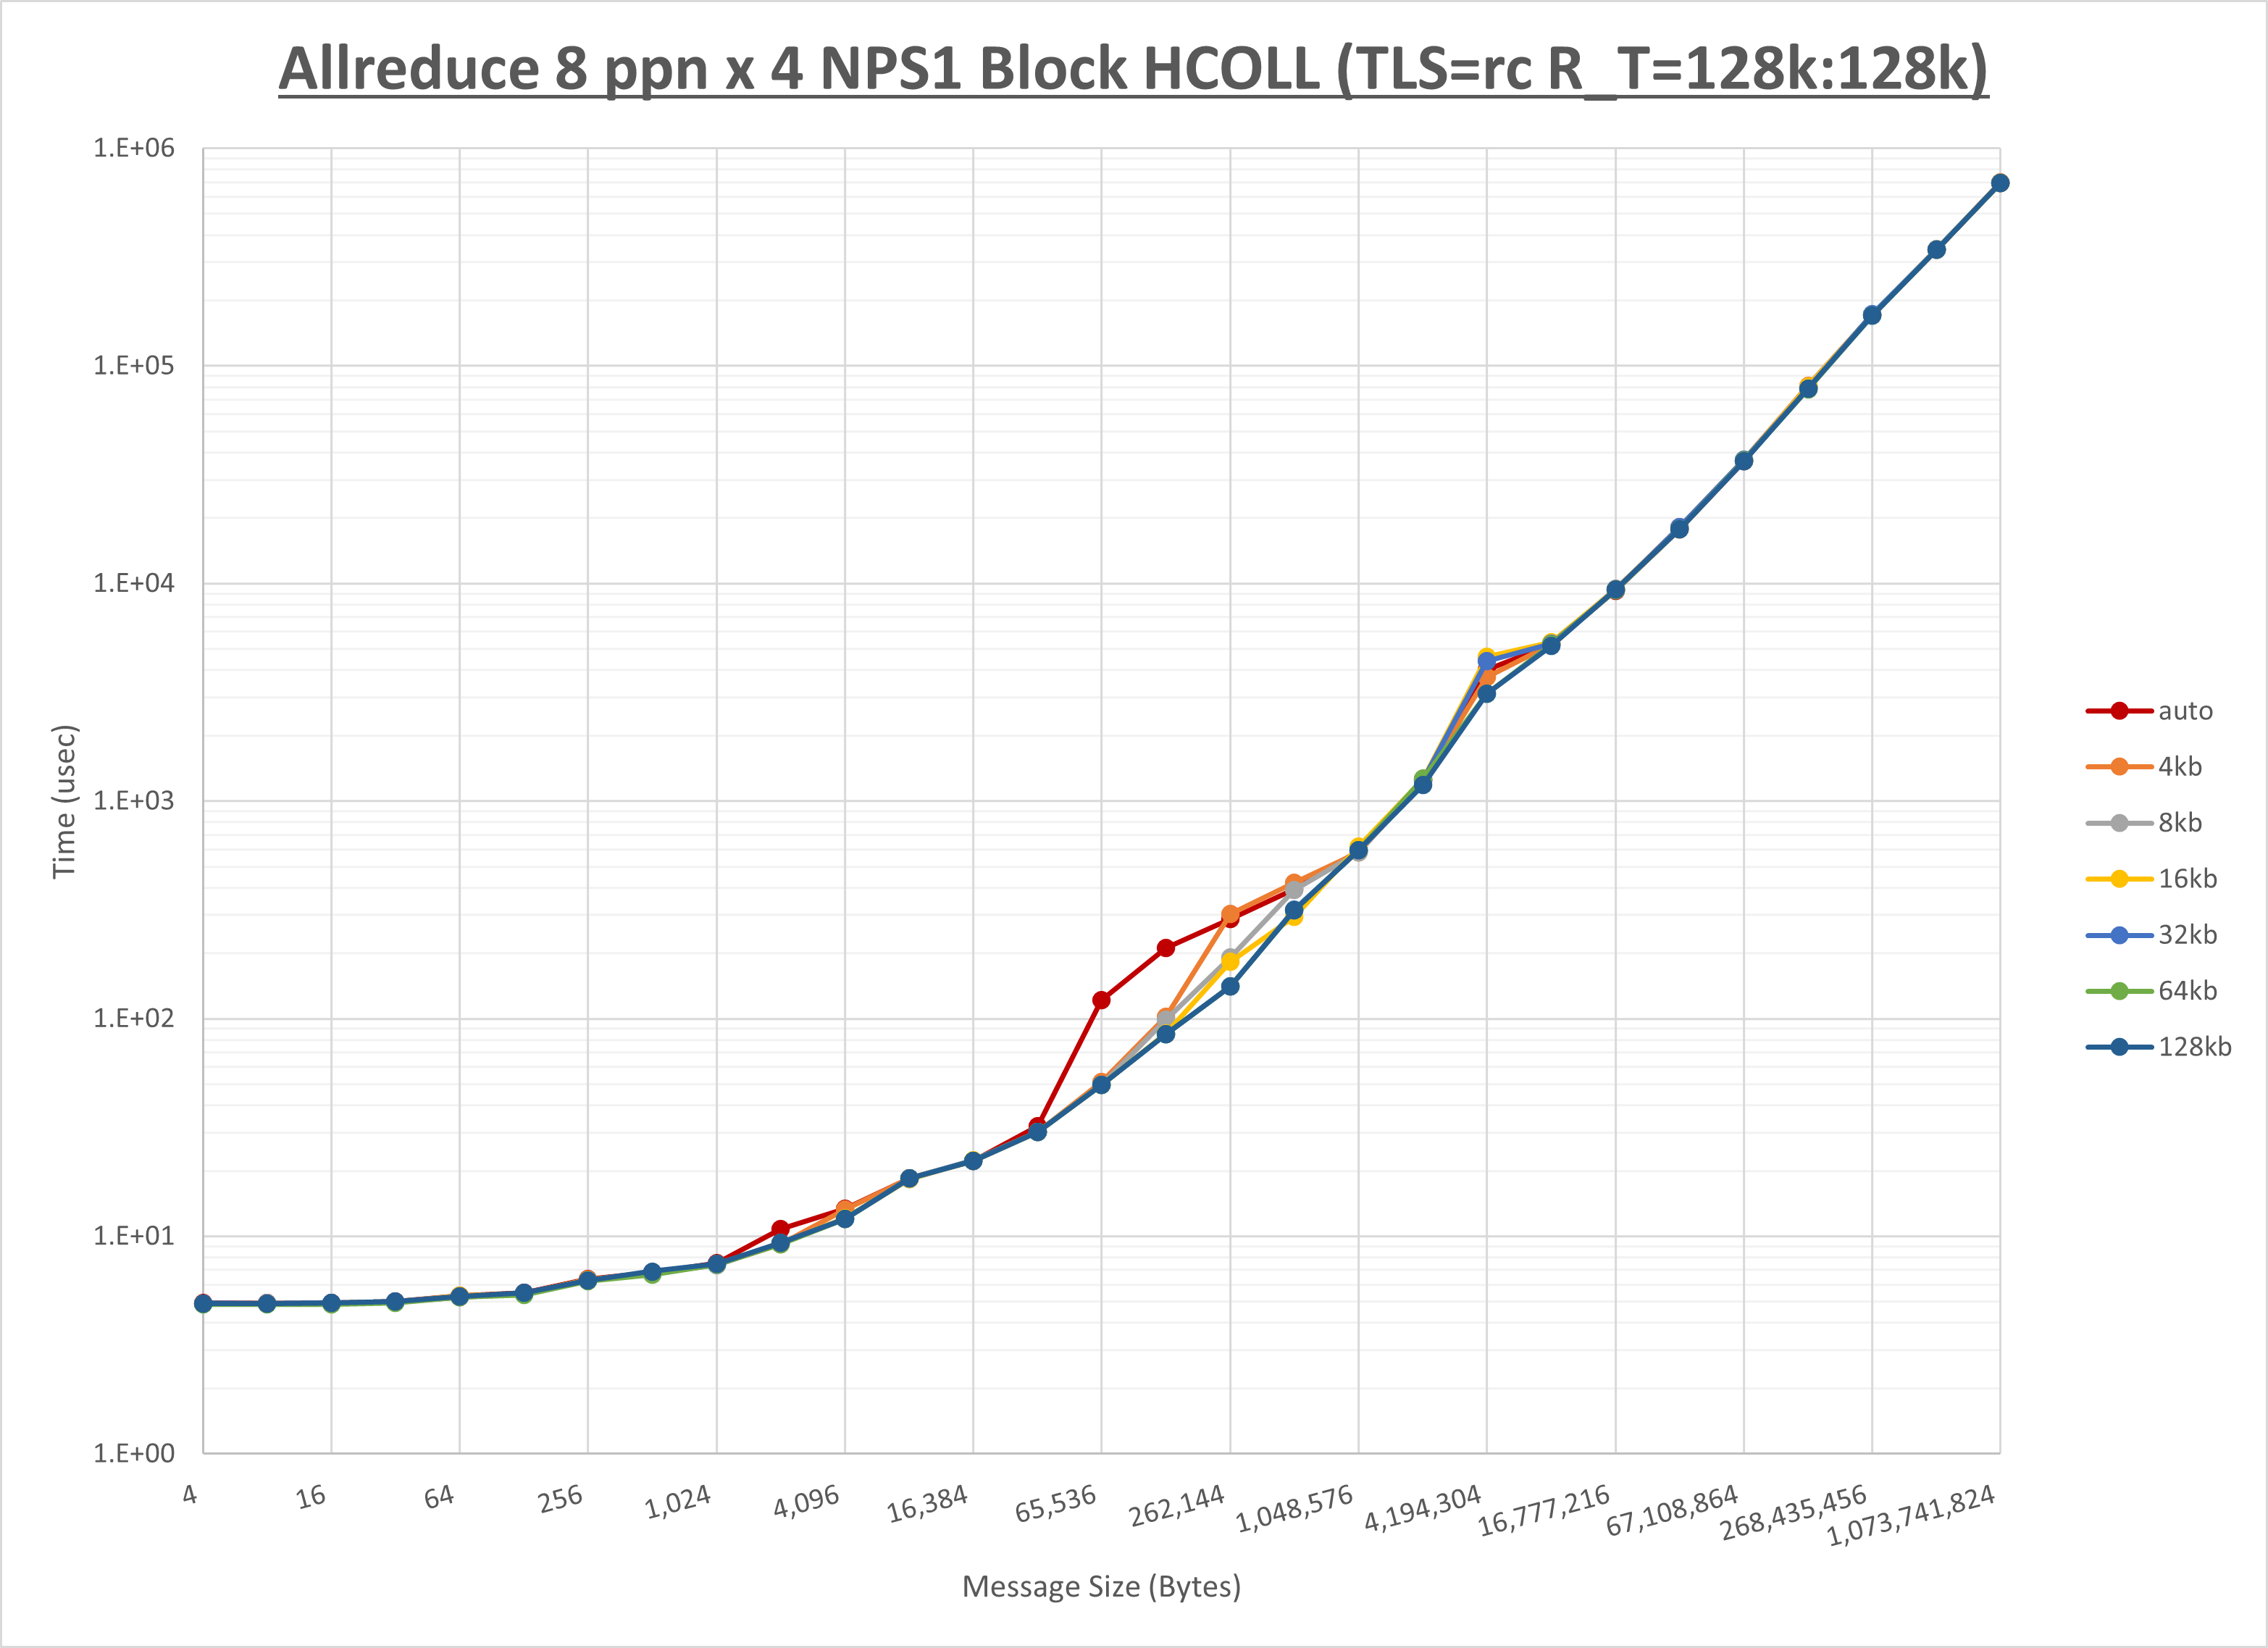 Allreduce 8 ppn x 4 NPS1 Block HCOLL (TLS=rc R_T=128k:128k)
1.E+06
1.E+05
1.E+04
1.E+03
1.E+02
1.E+01
1.E+00
Time (usec)
4
16
64
256
1,024
4,096
16,384
65,536
262,144
1,048,576
4,194,304
16,777,216
67,108,864
268,435,456
1,073,741,824
Message Size (Bytes)
auto
4kb
8kb
16kb
32kb
64kb
128kb